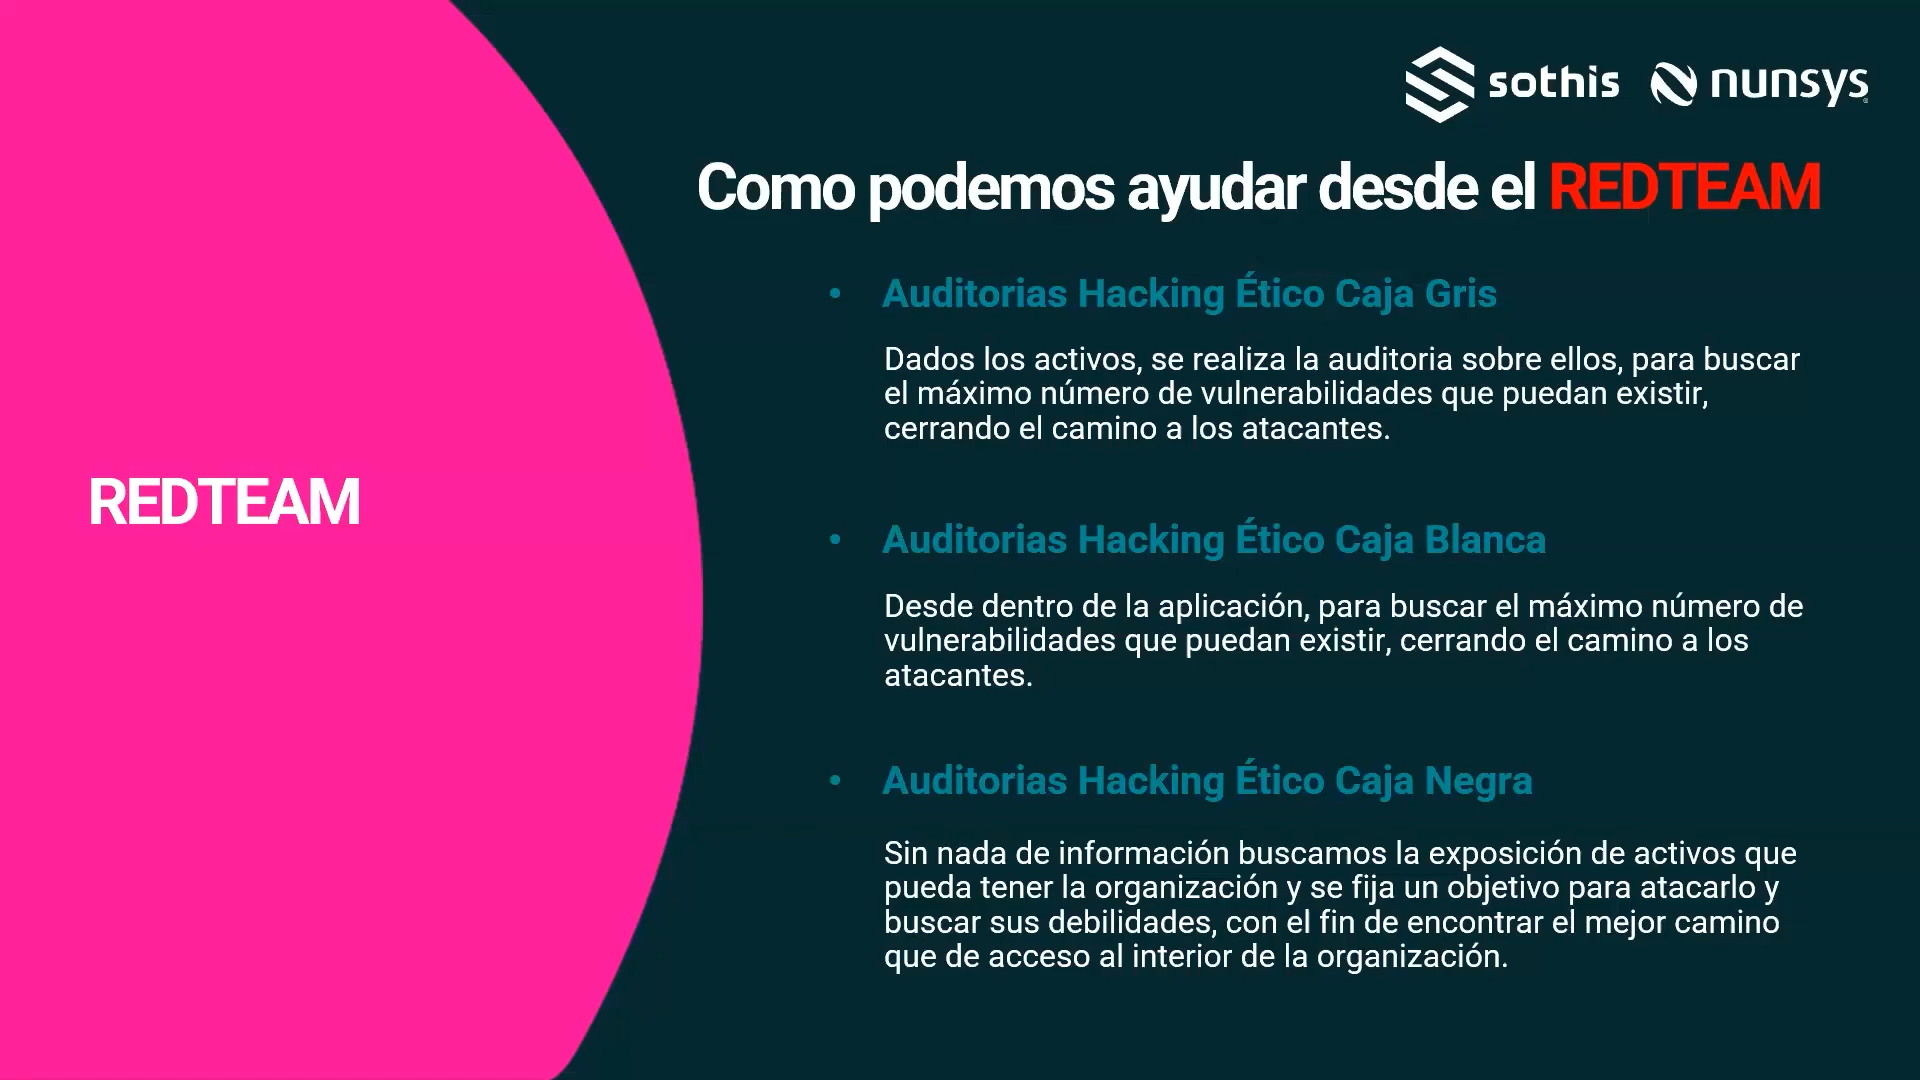 sothis nunsys
Como podemos ayudar desde el REDTEAM
REDTEAM
• Auditorias Hacking Ético Caja Gris
Dados los activos, se realiza la auditoria sobre ellos, para buscar
el máximo número de vulnerabilidades que puedan existir,
cerrando el camino a los atacantes.
• Auditorias Hacking Ético Caja Blanca
Desde dentro de la aplicación, para buscar el máximo número de
vulnerabilidades que puedan existir, cerrando el camino a los
atacantes.
• Auditorias Hacking Ético Caja Negra
Sin nada de información buscamos la exposición de activos que
pueda tener la organización y se fija un objetivo para atacarlo y
buscar sus debilidades, con el fin de encontrar el mejor camino
que de acceso al interior de la organización.